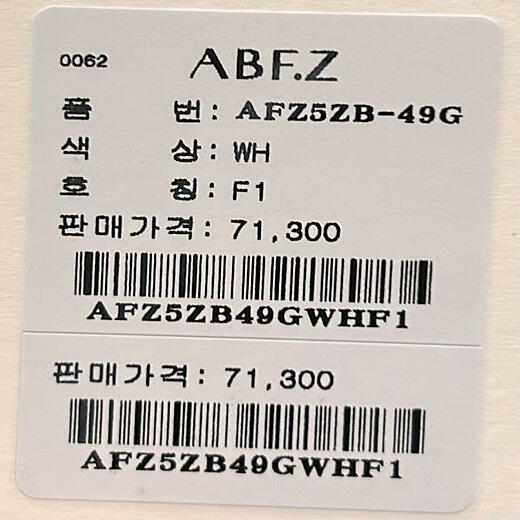 0062 ABF.Z
품 번: AFZ5ZB-49G
색 상: WH
호 칭: F1
판매가격: 71,300
AFZ5ZB49GWHF1
판매가격: 71,300
AFZ5ZB49GWHF1